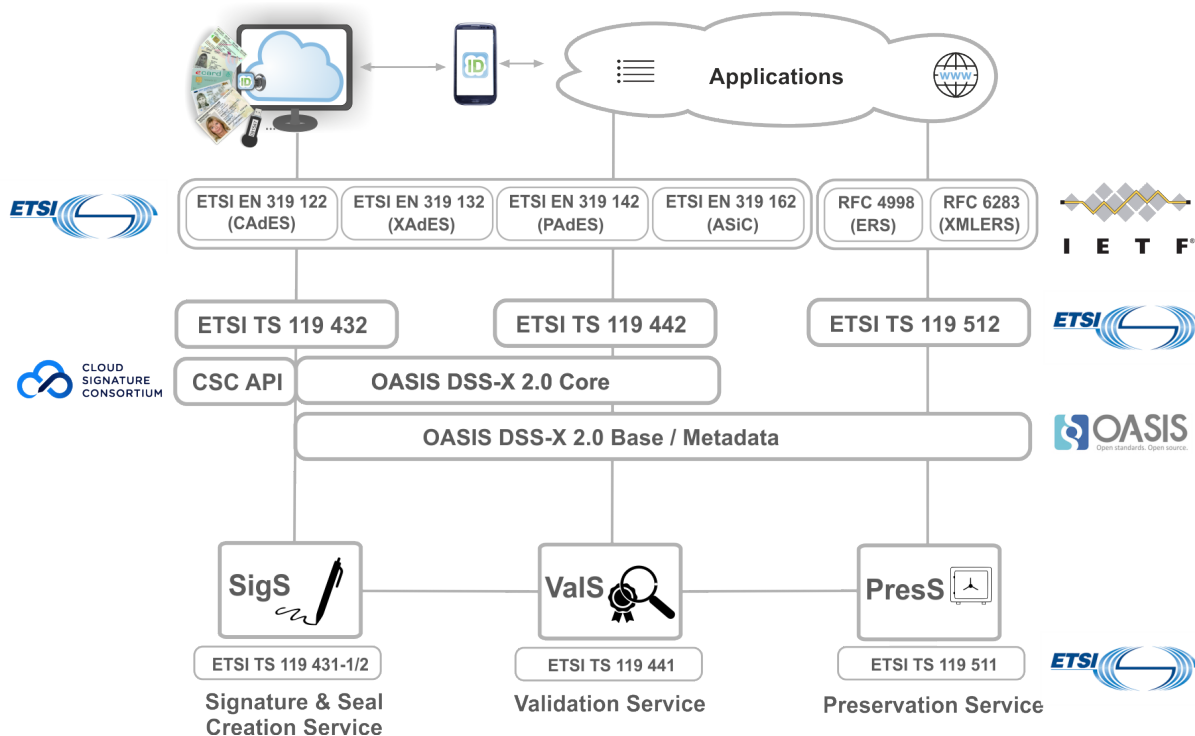 ecard
ID
...
ID
Applications
WWW
ETSI
ETSI EN 319 122
(CAdES)
ETSI EN 319 132
(XAdES)
ETSI EN 319 142
(PAdES)
ETSI EN 319 162
(ASiC)
RFC 4998
(ERS)
RFC 6283
(XMLERS)
I E T F®
ETSI TS 119 432
ETSI TS 119 442
ETSI TS 119 512
ETSI
CLOUD
SIGNATURE
CONSORTIUM
CSC API
OASIS DSS-X 2.0 Core
OASIS DSS-X 2.0 Base / Metadata
OASIS
Open standards. Open source.
SigS
ValS
PresS
ETSI TS 119 431-1/2
ETSI TS 119 441
ETSI TS 119 511
ETSI
Signature & Seal
Creation Service
Validation Service
Preservation Service